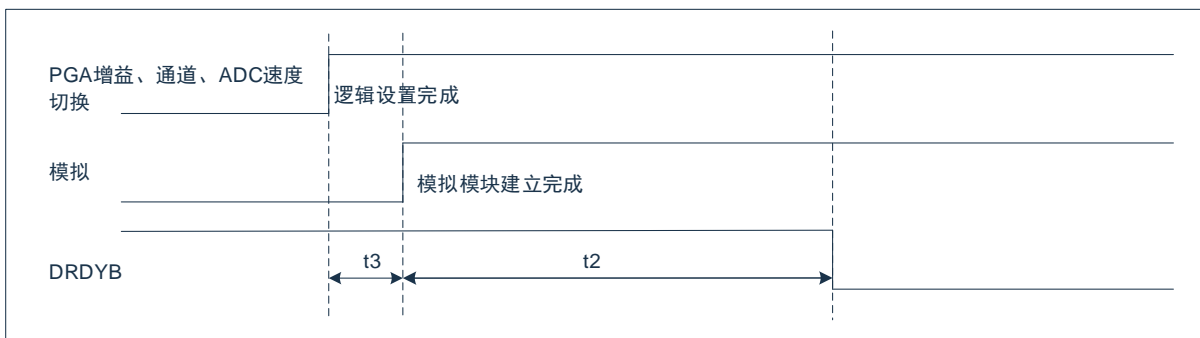 PGA增益、通道、ADC速度
切换
逻辑设置完成
模拟
模拟模块建立完成
DRDYB
t3
t2